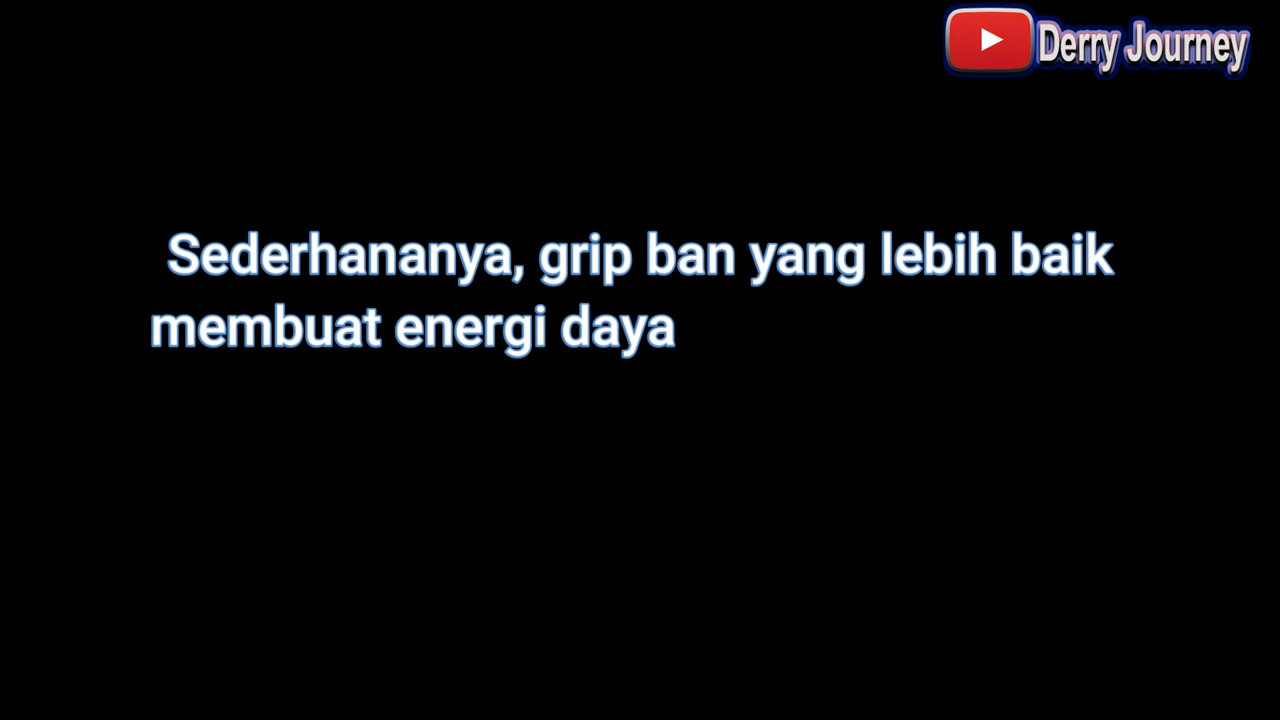 Derry Journey
Sederhananya, grip ban yang lebih baik
membuat energi daya